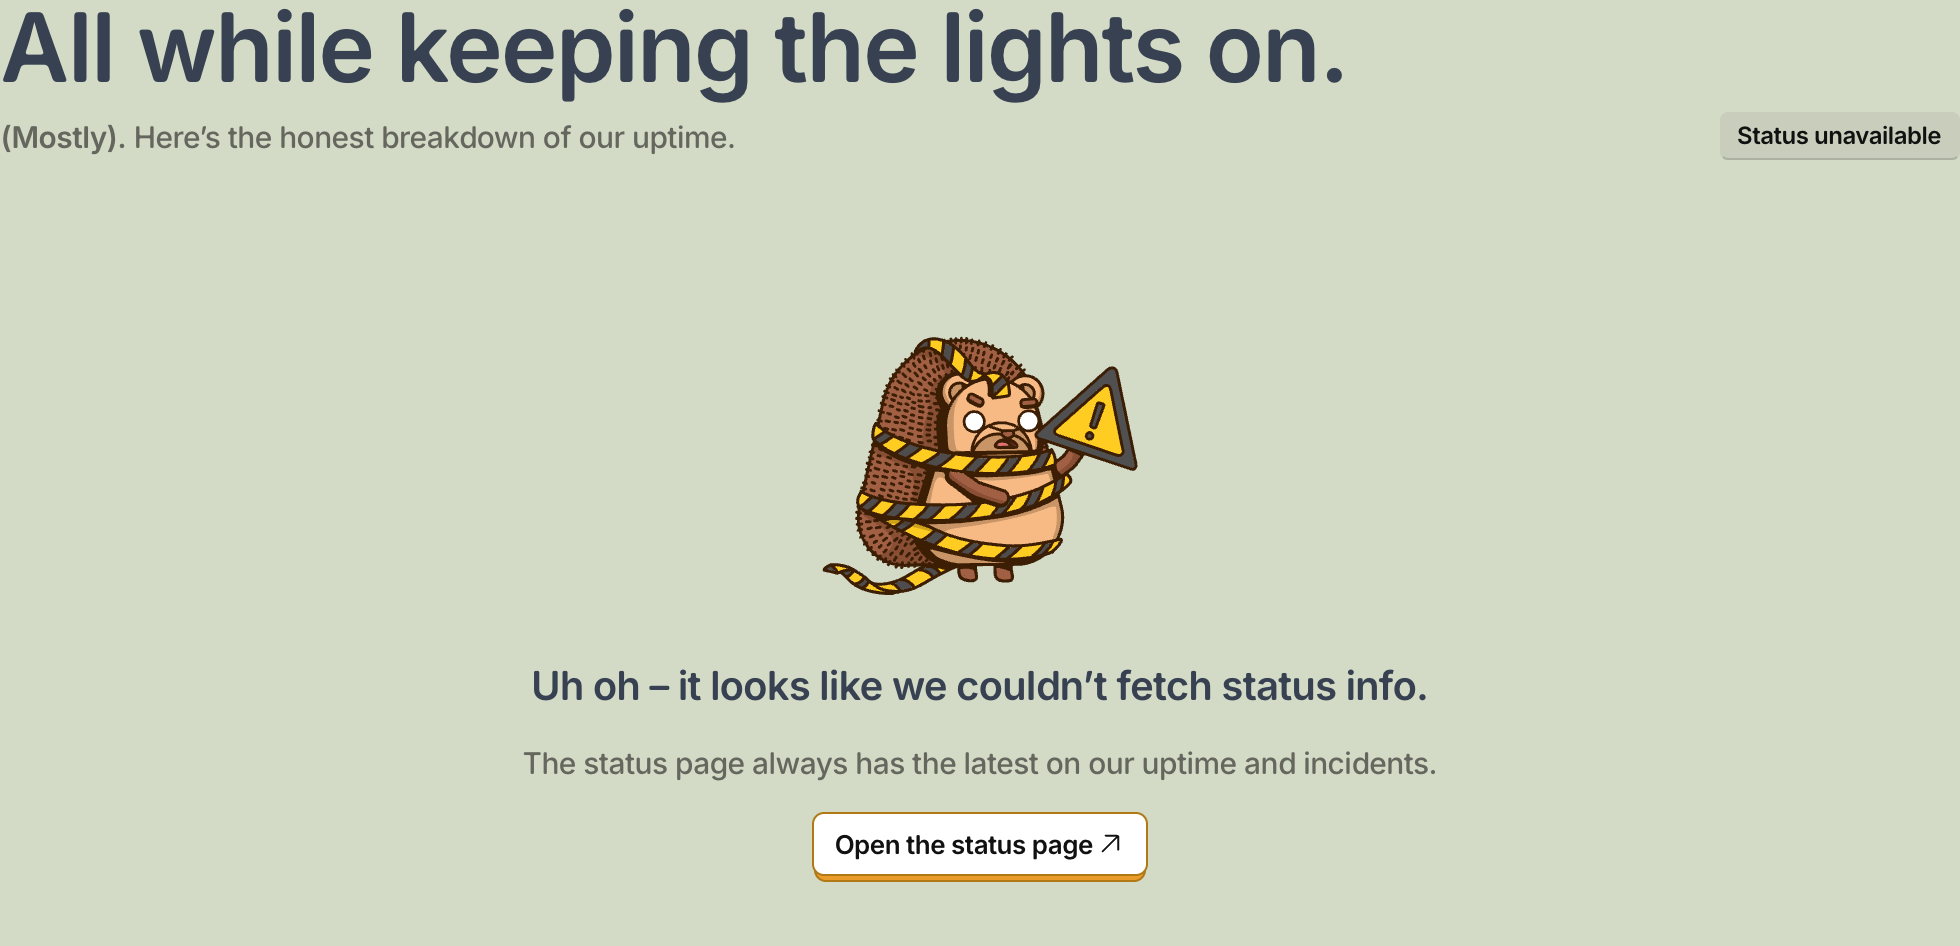 All while keeping the lights on.
(Mostly). Here’s the honest breakdown of our uptime.
Status unavailable
!
Uh oh – it looks like we couldn’t fetch status info.
The status page always has the latest on our uptime and incidents.
Open the status page